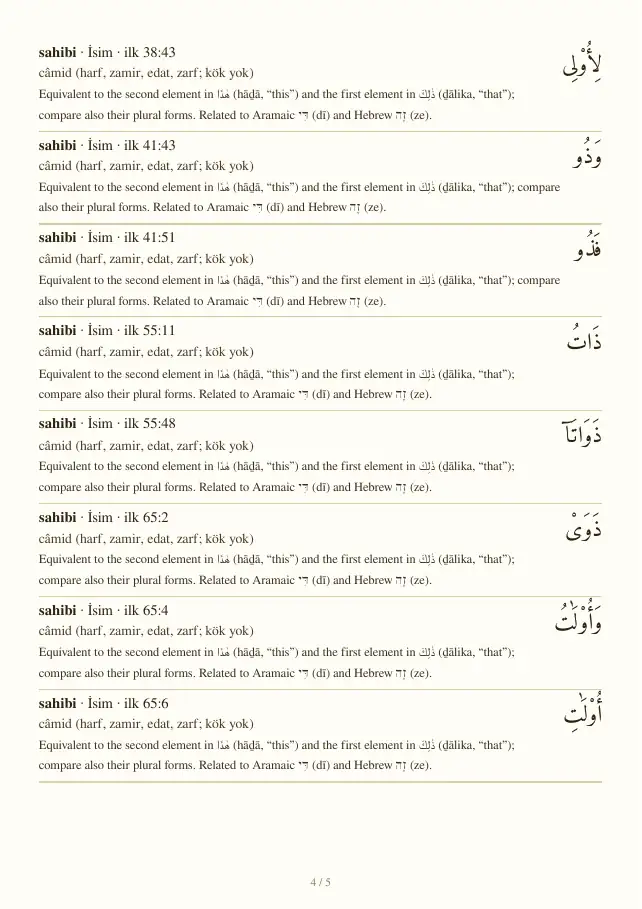 sahibi · İsim · ilk 38:43
لِأُوْلِى
câmid (harf, zamir, edat, zarf; kök yok)
Equivalent to the second element in هٰذَا (hāḏā, “this”) and the first element in ذٰلِكَ (ḏālika, “that”);
compare also their plural forms. Related to Aramaic דִּי (dī) and Hebrew זֶה (ze).
sahibi · İsim · ilk 41:43
وَذُو
câmid (harf, zamir, edat, zarf; kök yok)
Equivalent to the second element in هٰذَا (hāḏā, “this”) and the first element in ذٰلِكَ (ḏālika, “that”); compare
also their plural forms. Related to Aramaic דִּי (dī) and Hebrew זֶה (ze).
sahibi · İsim · ilk 41:51
فَذُو
câmid (harf, zamir, edat, zarf; kök yok)
Equivalent to the second element in هٰذَا (hāḏā, “this”) and the first element in ذٰلِكَ (ḏālika, “that”); compare
also their plural forms. Related to Aramaic דִּי (dī) and Hebrew זֶה (ze).
sahibi · İsim · ilk 55:11
ذَاتُ
câmid (harf, zamir, edat, zarf; kök yok)
Equivalent to the second element in هٰذَا (hāḏā, “this”) and the first element in ذٰلِكَ (ḏālika, “that”);
compare also their plural forms. Related to Aramaic דִּי (dī) and Hebrew זֶה (ze).
sahibi · İsim · ilk 55:48
ذَوَاتَآ
câmid (harf, zamir, edat, zarf; kök yok)
Equivalent to the second element in هٰذَا (hāḏā, “this”) and the first element in ذٰلِكَ (ḏālika, “that”);
compare also their plural forms. Related to Aramaic דִּי (dī) and Hebrew זֶה (ze).
sahibi · İsim · ilk 65:2
ذَوَىْ
câmid (harf, zamir, edat, zarf; kök yok)
Equivalent to the second element in هٰذَا (hāḏā, “this”) and the first element in ذٰلِكَ (ḏālika, “that”);
compare also their plural forms. Related to Aramaic דִּי (dī) and Hebrew זֶה (ze).
sahibi · İsim · ilk 65:4
وَأُوْلَٰتُ
câmid (harf, zamir, edat, zarf; kök yok)
Equivalent to the second element in هٰذَا (hāḏā, “this”) and the first element in ذٰلِكَ (ḏālika, “that”);
compare also their plural forms. Related to Aramaic דִּי (dī) and Hebrew זֶה (ze).
sahibi · İsim · ilk 65:6
أُوْلَٰتِ
câmid (harf, zamir, edat, zarf; kök yok)
Equivalent to the second element in هٰذَا (hāḏā, “this”) and the first element in ذٰلِكَ (ḏālika, “that”);
compare also their plural forms. Related to Aramaic דִּי (dī) and Hebrew זֶה (ze).
4 / 5